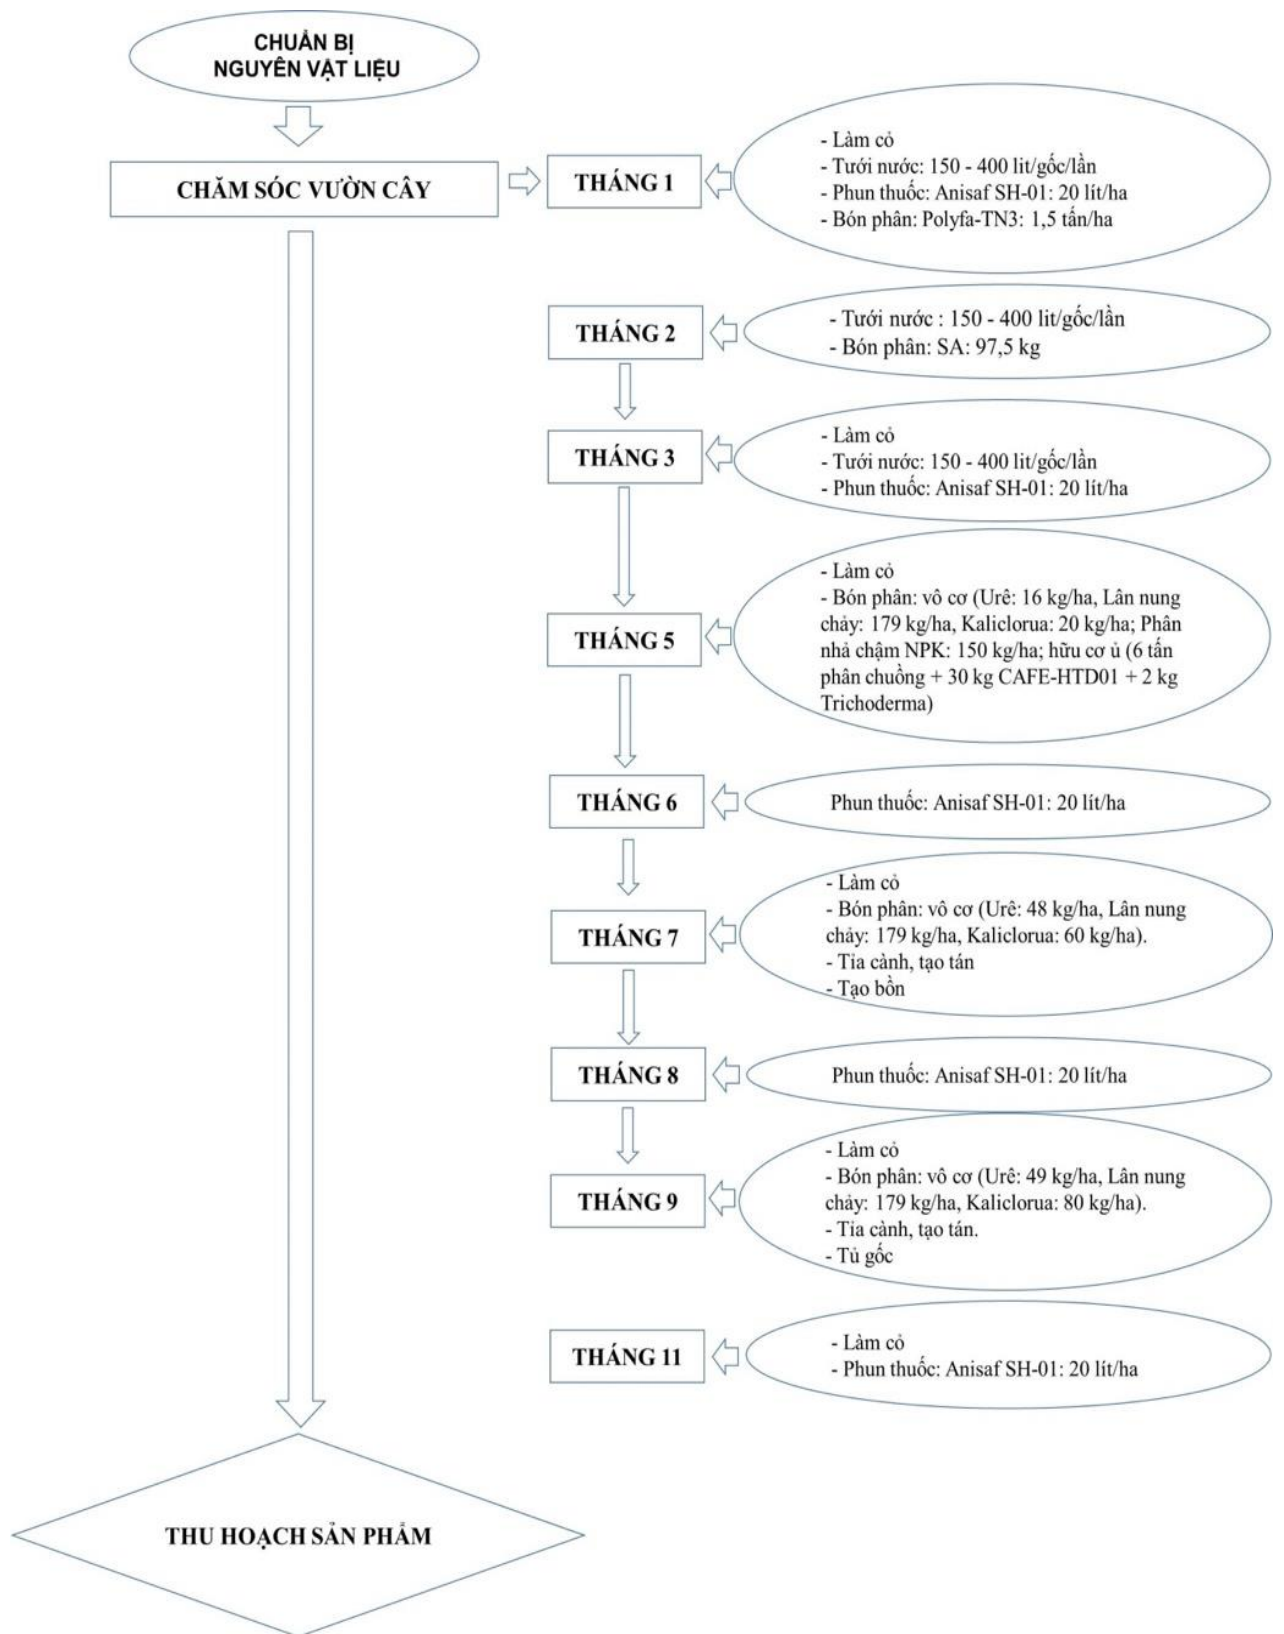 CHUẨN BỊ
NGUYÊN VẬT LIỆU
CHĂM SÓC VƯỜN CÂY
THÁNG 1
- Làm cỏ
- Tưới nước: 150 - 400 lit/gốc/lần
- Phun thuốc: Anisaf SH-01: 20 lít/ha
- Bón phân: Polyfa-TN3: 1,5 tấn/ha
THÁNG 2
- Tưới nước : 150 - 400 lit/gốc/lần
- Bón phân: SA: 97,5 kg
THÁNG 3
- Làm cỏ
- Tưới nước: 150 - 400 lit/gốc/lần
- Phun thuốc: Anisaf SH-01: 20 lít/ha
THÁNG 5
- Làm cỏ
- Bón phân: vô cơ (Urê: 16 kg/ha, Lân nung
chảy: 179 kg/ha, Kaliclorua: 20 kg/ha; Phân
nhả chậm NPK: 150 kg/ha; hữu cơ ủ (6 tấn
phân chuồng + 30 kg CAFE-HTD01 + 2 kg
Trichoderma)
THÁNG 6
Phun thuốc: Anisaf SH-01: 20 lít/ha
THÁNG 7
- Làm cỏ
- Bón phân: vô cơ (Urê: 48 kg/ha, Lân nung
chảy: 179 kg/ha, Kaliclorua: 60 kg/ha).
- Tỉa cành, tạo tán
- Tạo bồn
THÁNG 8
Phun thuốc: Anisaf SH-01: 20 lít/ha
THÁNG 9
- Làm cỏ
- Bón phân: vô cơ (Urê: 49 kg/ha, Lân nung
chảy: 179 kg/ha, Kaliclorua: 80 kg/ha).
- Tỉa cành, tạo tán.
- Tủ gốc
THÁNG 11
- Làm cỏ
- Phun thuốc: Anisaf SH-01: 20 lít/ha
THU HOẠCH SẢN PHẨM